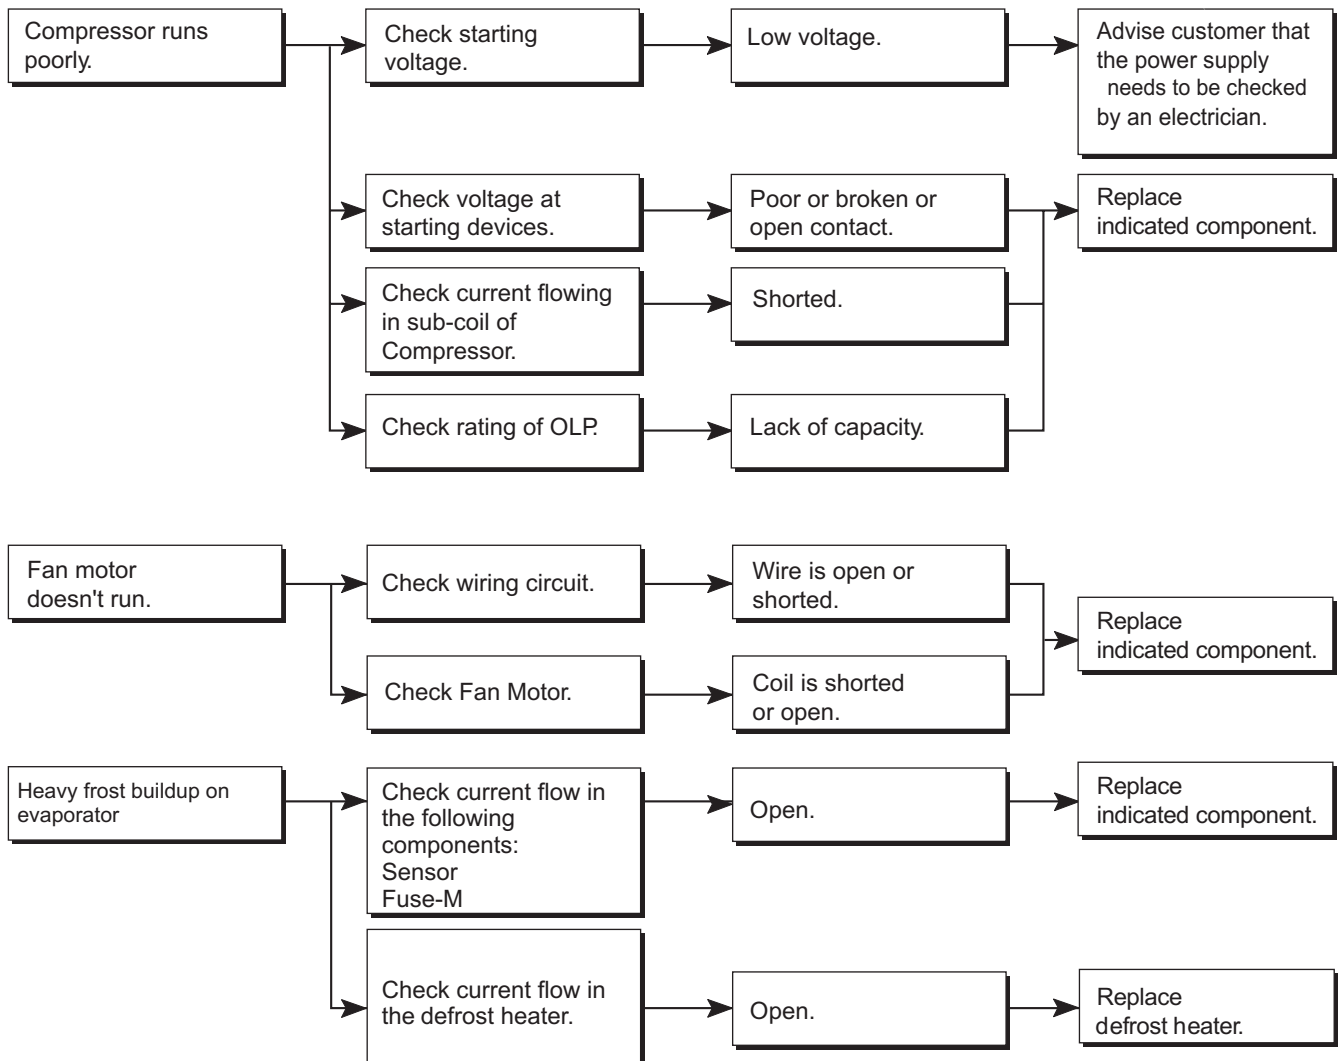 Compressor runs
poorly.
Check starting
voltage.
Low voltage.
Advise customer that
the power supply
needs to be checked
by an electrician.
Check voltage at
starting devices.
Poor or broken or
open contact.
Replace
indicated component.
Check current flowing
in sub-coil of
Compressor.
Shorted.
Check rating of OLP.
Lack of capacity.
Fan motor
doesn't run.
Check wiring circuit.
Wire is open or
shorted.
Replace
indicated component.
Check Fan Motor.
Coil is shorted
or open.
Heavy frost buildup on
evaporator
Check current flow in
the following
components:
Sensor
Fuse-M
Open.
Replace
indicated component.
Check current flow in
the defrost heater.
Open.
Replace
defrost heater.